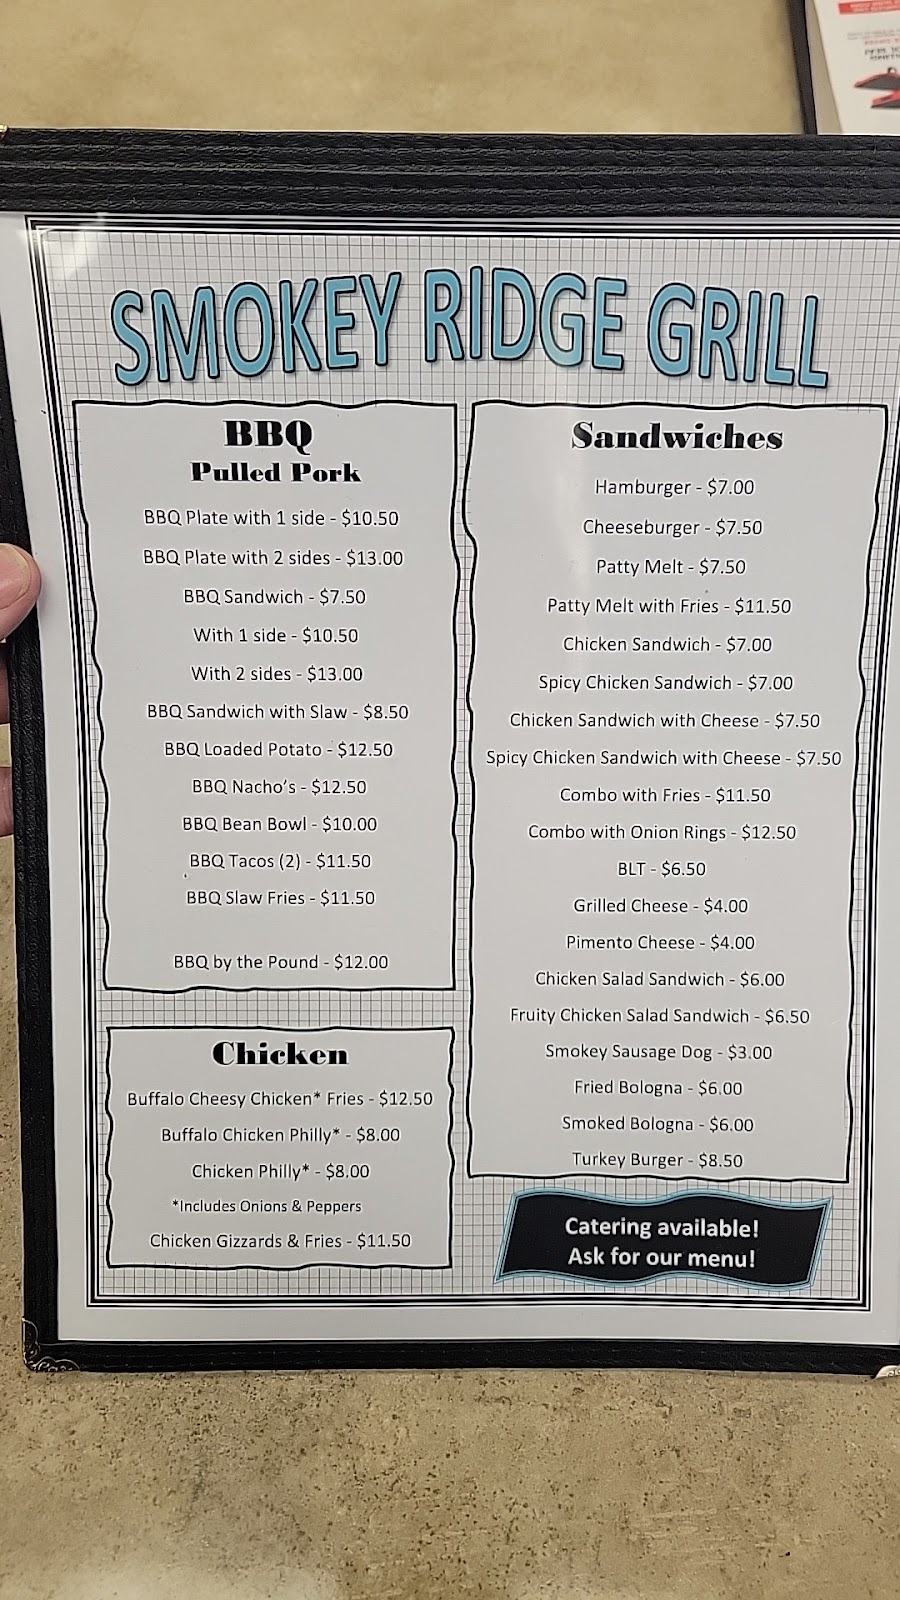 SMOKEY RIDGE GRILL
BBQ
Pulled Pork
BBQ Plate with 1 side - $10.50
BBQ Plate with 2 sides - $13.00
BBQ Sandwich - $7.50
With 1 side - $10.50
With 2 sides - $13.00
BBQ Sandwich with Slaw - $8.50
BBQ Loaded Potato - $12.50
BBQ Nacho's - $12.50
BBQ Bean Bowl - $10.00
BBQ Tacos (2) - $11.50
BBQ Slaw Fries - $11.50
BBQ by the Pound - $12.00
Chicken
Buffalo Cheesy Chicken* Fries - $12.50
Buffalo Chicken Philly* - $8.00
Chicken Philly* - $8.00
*Includes Onions & Peppers
Chicken Gizzards & Fries - $11.50
Sandwiches
Hamburger - $7.00
Cheeseburger - $7.50
Patty Melt - $7.50
Patty Melt with Fries - $11.50
Chicken Sandwich - $7.00
Spicy Chicken Sandwich - $7.00
Chicken Sandwich with Cheese - $7.50
Spicy Chicken Sandwich with Cheese - $7.50
Combo with Fries - $11.50
Combo with Onion Rings - $12.50
BLT - $6.50
Grilled Cheese - $4.00
Pimento Cheese - $4.00
Chicken Salad Sandwich - $6.00
Fruity Chicken Salad Sandwich - $6.50
Smokey Sausage Dog - $3.00
Fried Bologna - $6.00
Smoked Bologna - $6.00
Turkey Burger - $8.50
Catering available!
Ask for our menu!